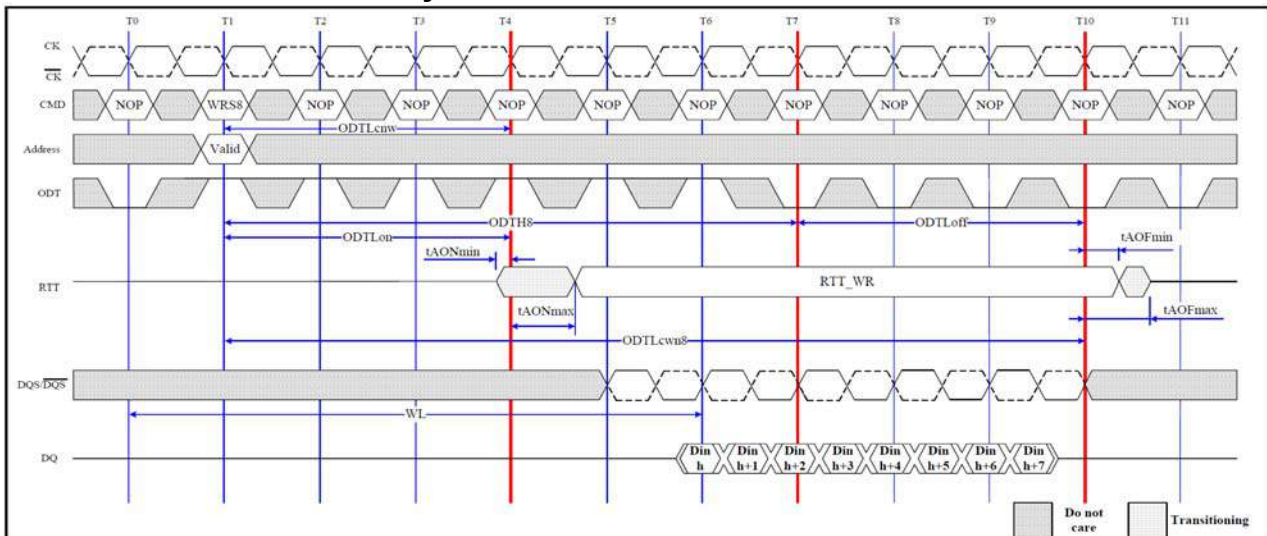 T0 T1 T2 T3 T4 T5 T6 T7 T8 T9 T10 T11
CK
CK
CMD NOP WRS8 NOP NOP NOP NOP NOP NOP NOP NOP NOP NOP
ODTLcnw
Address Valid
ODT
ODTH8 ODTLoff
ODTLon
tAONmin tAOFmin
RTT RTT_WR
tAONmax tAOFmax
ODTLcwn8
DQS/DQS
WL
DQ Din h Din h+1 Din h+2 Din h+3 Din h+4 Din h+5 Din h+6 Din h+7
Do not care Transitioning